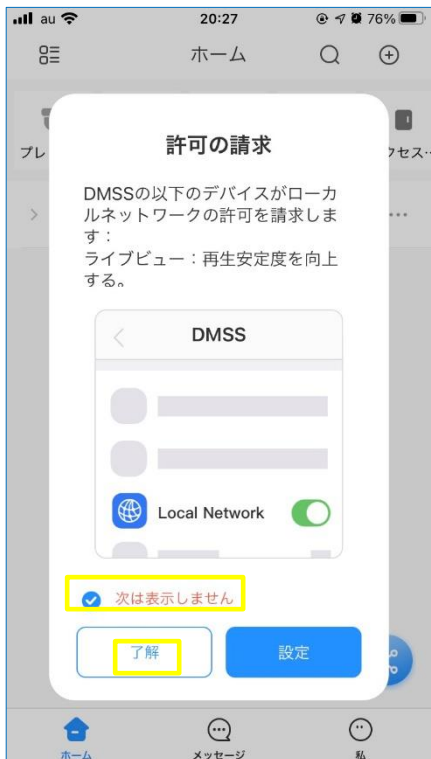 au 20:27 76%
ホーム
プレ
クセス…
許可の請求
DMSSの以下のデバイスがローカ
ルネットワークの許可を請求しま
す：
ライブビュー：再生安定度を向上
する。
DMSS
Local Network
次は表示しません
了解 設定
ホーム メッセージ 私